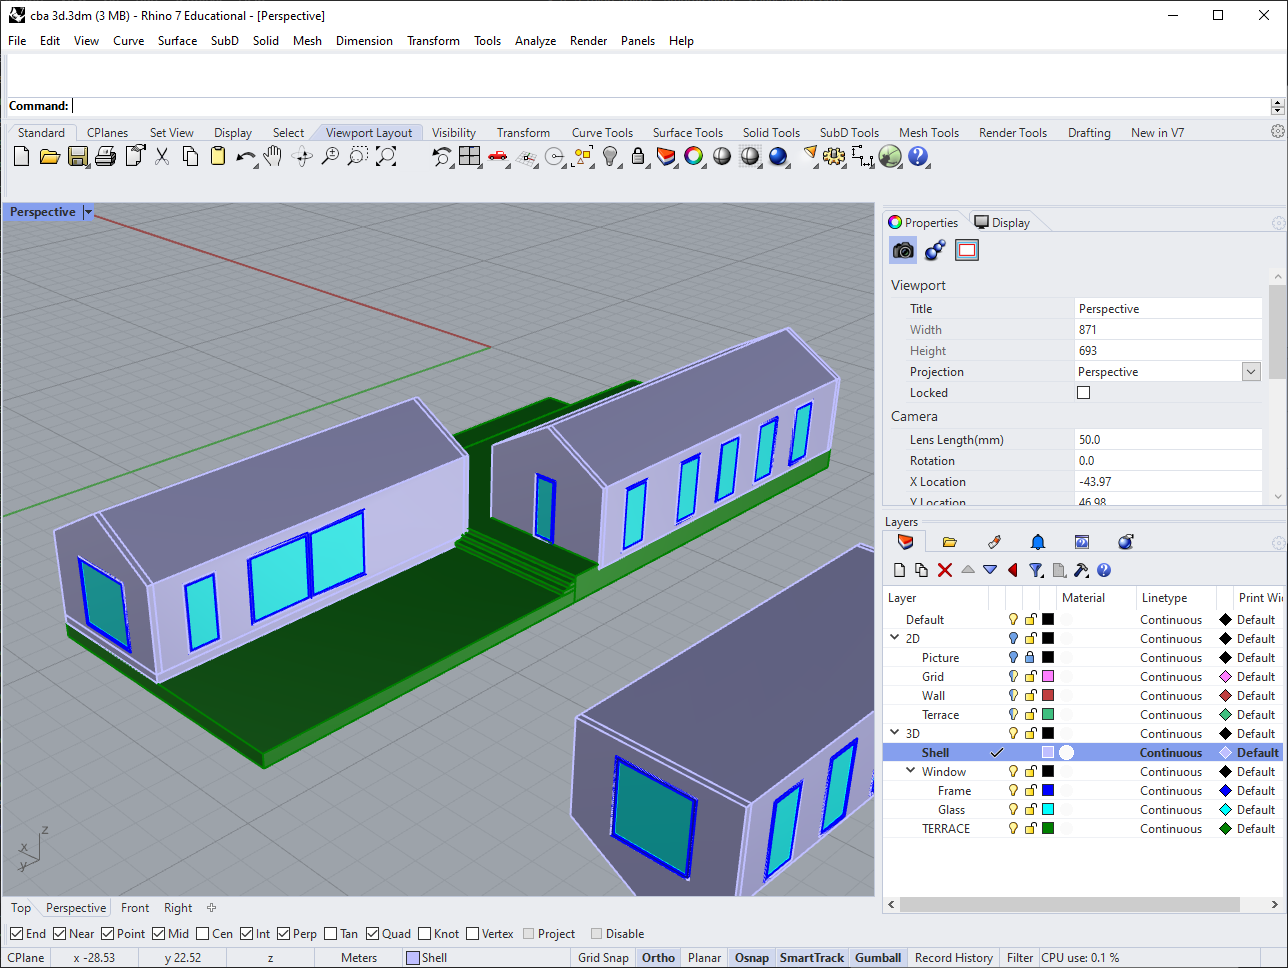 cba 3d.3dm (3 MB) - Rhino 7 Educational - [Perspective]
File Edit View Curve Surface SubD Solid Mesh Dimension Transform Tools Analyze Render Panels Help
Command:
Standard CPlanes Set View Display Select Viewport Layout Visibility Transform Curve Tools Surface Tools Solid Tools SubD Tools Mesh Tools Render Tools Drafting New in V7
Perspective
z
x
y
Properties Display
Viewport
Title Perspective
Width 871
Height 693
Projection Perspective
Locked
Camera
Lens Length(mm) 50.0
Rotation 0.0
X Location -43.97
Y Location 46.98
Layers
Layer Material Linetype Print Wi
Default Continuous Default
2D Continuous Default
Picture Continuous Default
Grid Continuous Default
Wall Continuous Default
Terrace Continuous Default
3D Continuous Default
Shell Continuous Default
Window Continuous Default
Frame Continuous Default
Glass Continuous Default
TERRACE Continuous Default
Top Perspective Front Right
End Near Point Mid Cen Int Perp Tan Quad Knot Vertex Project Disable
CPlane x -28.53 y 22.52 z Meters Shell Grid Snap Ortho Planar Osnap SmartTrack Gumball Record History Filter CPU use: 0.1 %